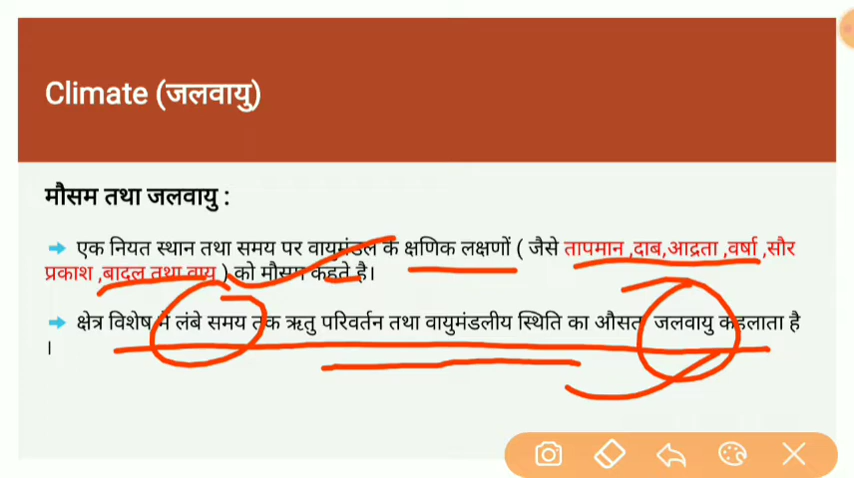 Climate (जलवायु)
मौसम तथा जलवायु :
एक नियत स्थान तथा समय पर वायुमंडल के क्षणिक लक्षणों ( जैसे तापमान ,दाब,आद्रता ,वर्षा ,सौर
प्रकाश ,बादल तथा वायु ) को मौसम कहते है।
क्षेत्र विशेष में लंबे समय तक ऋतु परिवर्तन तथा वायुमंडलीय स्थिति का औसत जलवायु कहलाता है
।